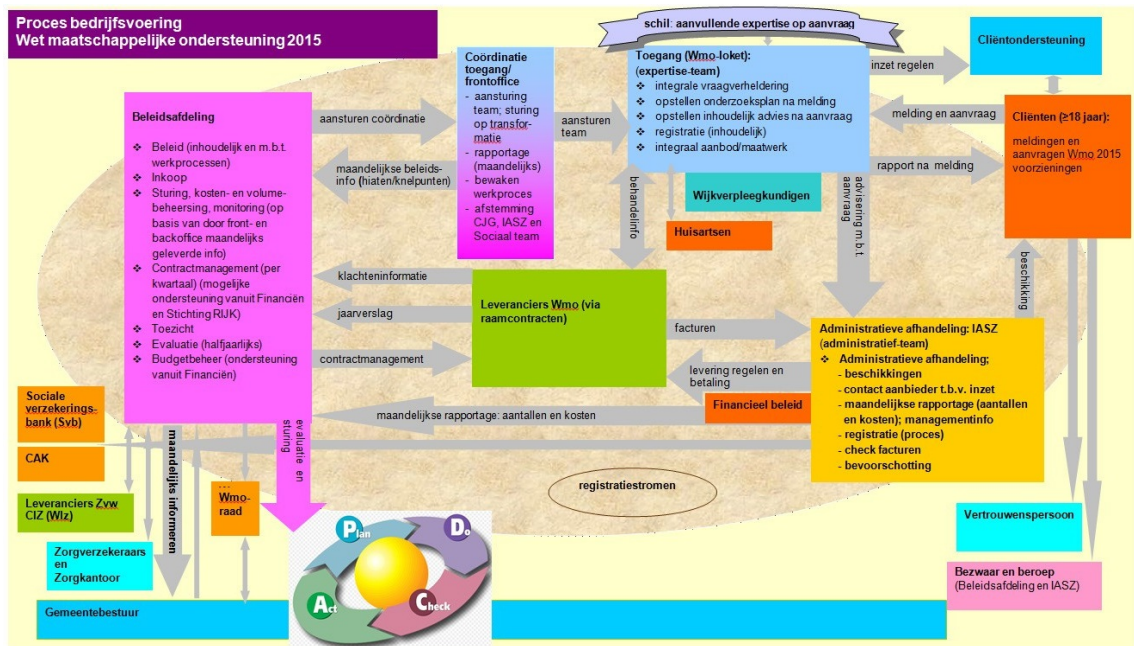 Proces bedrijfsvoering
Wet maatschappelijke ondersteuning 2015
schil: aanvullende expertise op aanvraag
Cliëntondersteuning
Coördinatie
toegang/
frontoffice
- aansturing
team; sturing
op transfor-
matie
- rapportage
(maandelijks)
- bewaken
werkproces
- afstemming
CJG, IASZ en
Sociaal team
Toegang (Wmo-loket):
(expertise-team)
❖ integrale vraagverheldering
❖ opstellen onderzoeksplan na melding
❖ opstellen inhoudelijk advies na aanvraag
❖ registratie (inhoudelijk)
❖ integraal aanbod/maatwerk
inzet regelen
melding en aanvraag
rapport na melding
Cliënten (≥18 jaar):
meldingen en
aanvragen Wmo 2015
voorzieningen
Beleidsafdeling
❖ Beleid (inhoudelijk en m.b.t.
werkprocessen)
❖ Inkoop
❖ Sturing, kosten- en volume-
beheersing, monitoring (op
basis van door front- en
backoffice maandelijks
geleverde info)
❖ Contractmanagement (per
kwartaal) (mogelijke
ondersteuning vanuit Financiën
en Stichting RIJK)
❖ Toezicht
❖ Evaluatie (halfjaarlijks)
❖ Budgetbeheer (ondersteuning
vanuit Financiën)
aansturen coördinatie
aansturen
team
maandelijkse beleids-
info (hiaten/knelpunten)
behandelinfo
Wijkverpleegkundigen
Huisartsen
advisering m.b.t.
aanvraag
beschikking
klachteninformatie
jaarverslag
contractmanagement
Leveranciers Wmo (via
raamcontracten)
facturen
levering regelen en
betaling
Administratieve afhandeling: IASZ
(administratief-team)
❖ Administratieve afhandeling;
- beschikkingen
- contact aanbieder t.b.v. inzet
- maandelijkse rapportage (aantallen
en kosten); managementinfo
- registratie (proces)
- check facturen
- bevoorschotting
Financieel beleid
maandelijkse rapportage: aantallen en kosten
Sociale
verzekerings-
bank (Svb)
CAK
Leveranciers Zvw
CIZ (Wlz)
Zorgverzekeraars
en
Zorgkantoor
maandelijks informeren
...
Wmo-
raad
evaluatie en
sturing
registratiestromen
Plan
Do
Act
Check
Vertrouwenspersoon
Bezwaar en beroep
(Beleidsafdeling en IASZ)
Gemeentebestuur